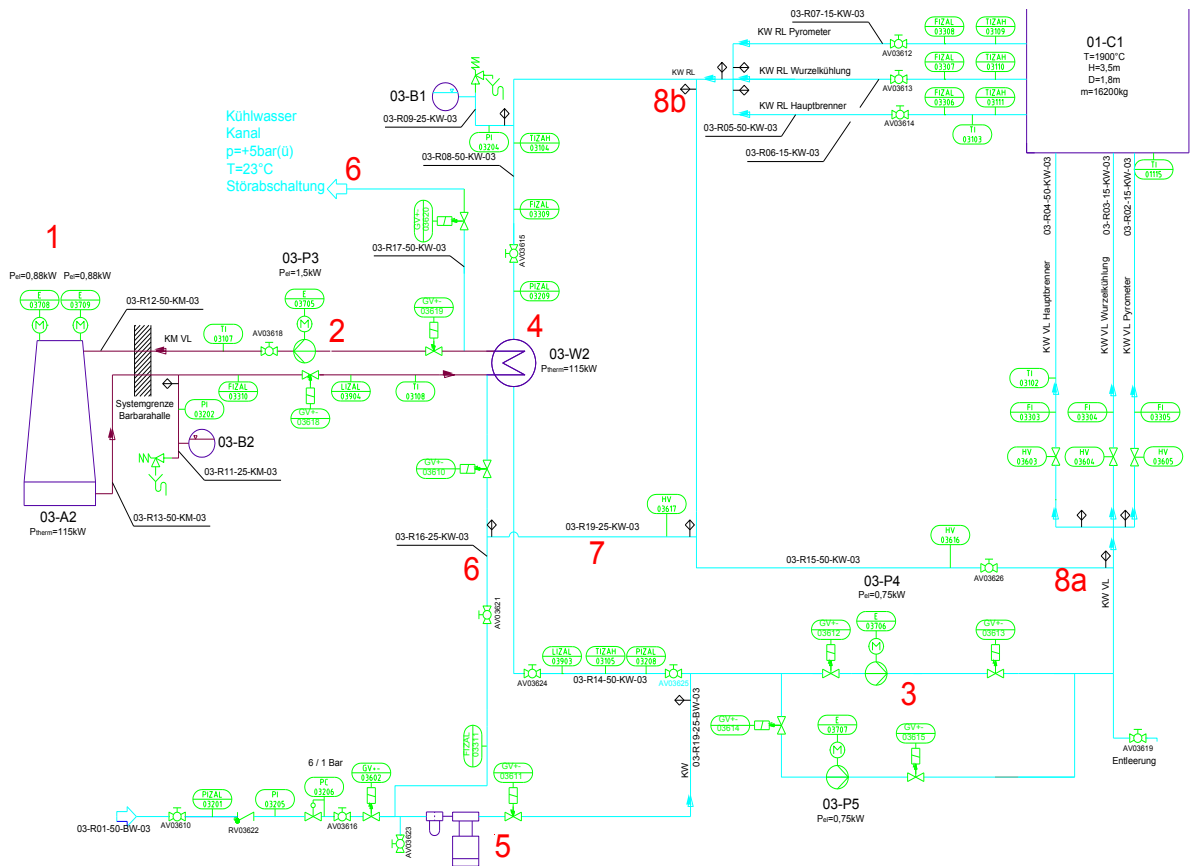 03-R07-15-KW-03
KW RL Pyrometer
FIZAL
03308
TIZAH
03109
AV03612
01-C1
T=1900°C
H=3,5m
D=1,8m
m=16200kg
KW RL
KW RL Wurzelkühlung
FIZAL
03307
TIZAH
03110
AV03613
8b
KW RL Hauptbrenner
FIZAL
03306
TIZAH
03111
AV03614
03-R05-50-KW-03
03-R06-15-KW-03
TI
03103
TI
01115
03-B1
03-R09-25-KW-03
PI
03204
TIZAH
03104
03-R08-50-KW-03
Kühlwasser
Kanal
p=+5bar(ü)
T=23°C
Störabschaltung
6
GV+-
03620
FIZAL
03309
AV03615
03-R17-50-KW-03
PIZAL
03209
03-R04-50-KW-03
03-R03-15-KW-03
03-R02-15-KW-03
KW VL Hauptbrenner
KW VL Wurzelkühlung
KW VL Pyrometer
1
Pel=0,88kW
Pel=0,88kW
E
03708
E
03709
M
M
03-R12-50-KM-03
03-P3
Pel=1,5kW
E
03705
M
2
GV+-
03619
4
KM VL
TI
03107
AV03618
03-W2
Ptherm=115kW
Systemgrenze
Barbarahalle
FIZAL
03310
GV+-
03618
LIZAL
03904
TI
03108
PI
03202
03-B2
03-R11-25-KM-03
03-R13-50-KM-03
03-A2
Ptherm=115kW
TI
03102
FI
03303
FI
03304
FI
03305
HV
03603
HV
03604
HV
03605
GV+-
03610
HV
03617
03-R19-25-KW-03
7
03-R16-25-KW-03
6
HV
03616
03-R15-50-KW-03
AV03626
8a
KW VL
AV03621
03-P4
Pel=0,75kW
E
03706
M
GV+-
03612
GV+-
03613
3
LIZAL
03903
TIZAH
03105
PIZAL
03208
AV03624
03-R14-50-KW-03
AV03625
KW
03-R19-25-BW-03
GV+-
03614
E
03707
M
GV+-
03615
AV03619
Entleerung
03-P5
Pel=0,75kW
FIZAL
03311
6 / 1 Bar
PIZAL
03201
PI
03205
PC
03206
GV+-
03602
GV+-
03611
03-R01-50-BW-03
AV03610
RV03622
AV03616
AV03623
5